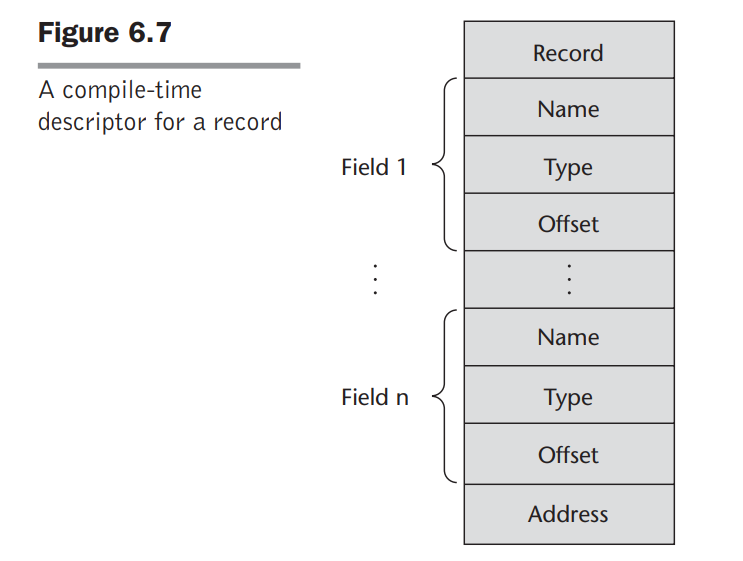 Figure 6.7
A compile-time
descriptor for a record
Record
Field 1
Name
Type
Offset
⋮ ⋮
Field n
Name
Type
Offset
Address